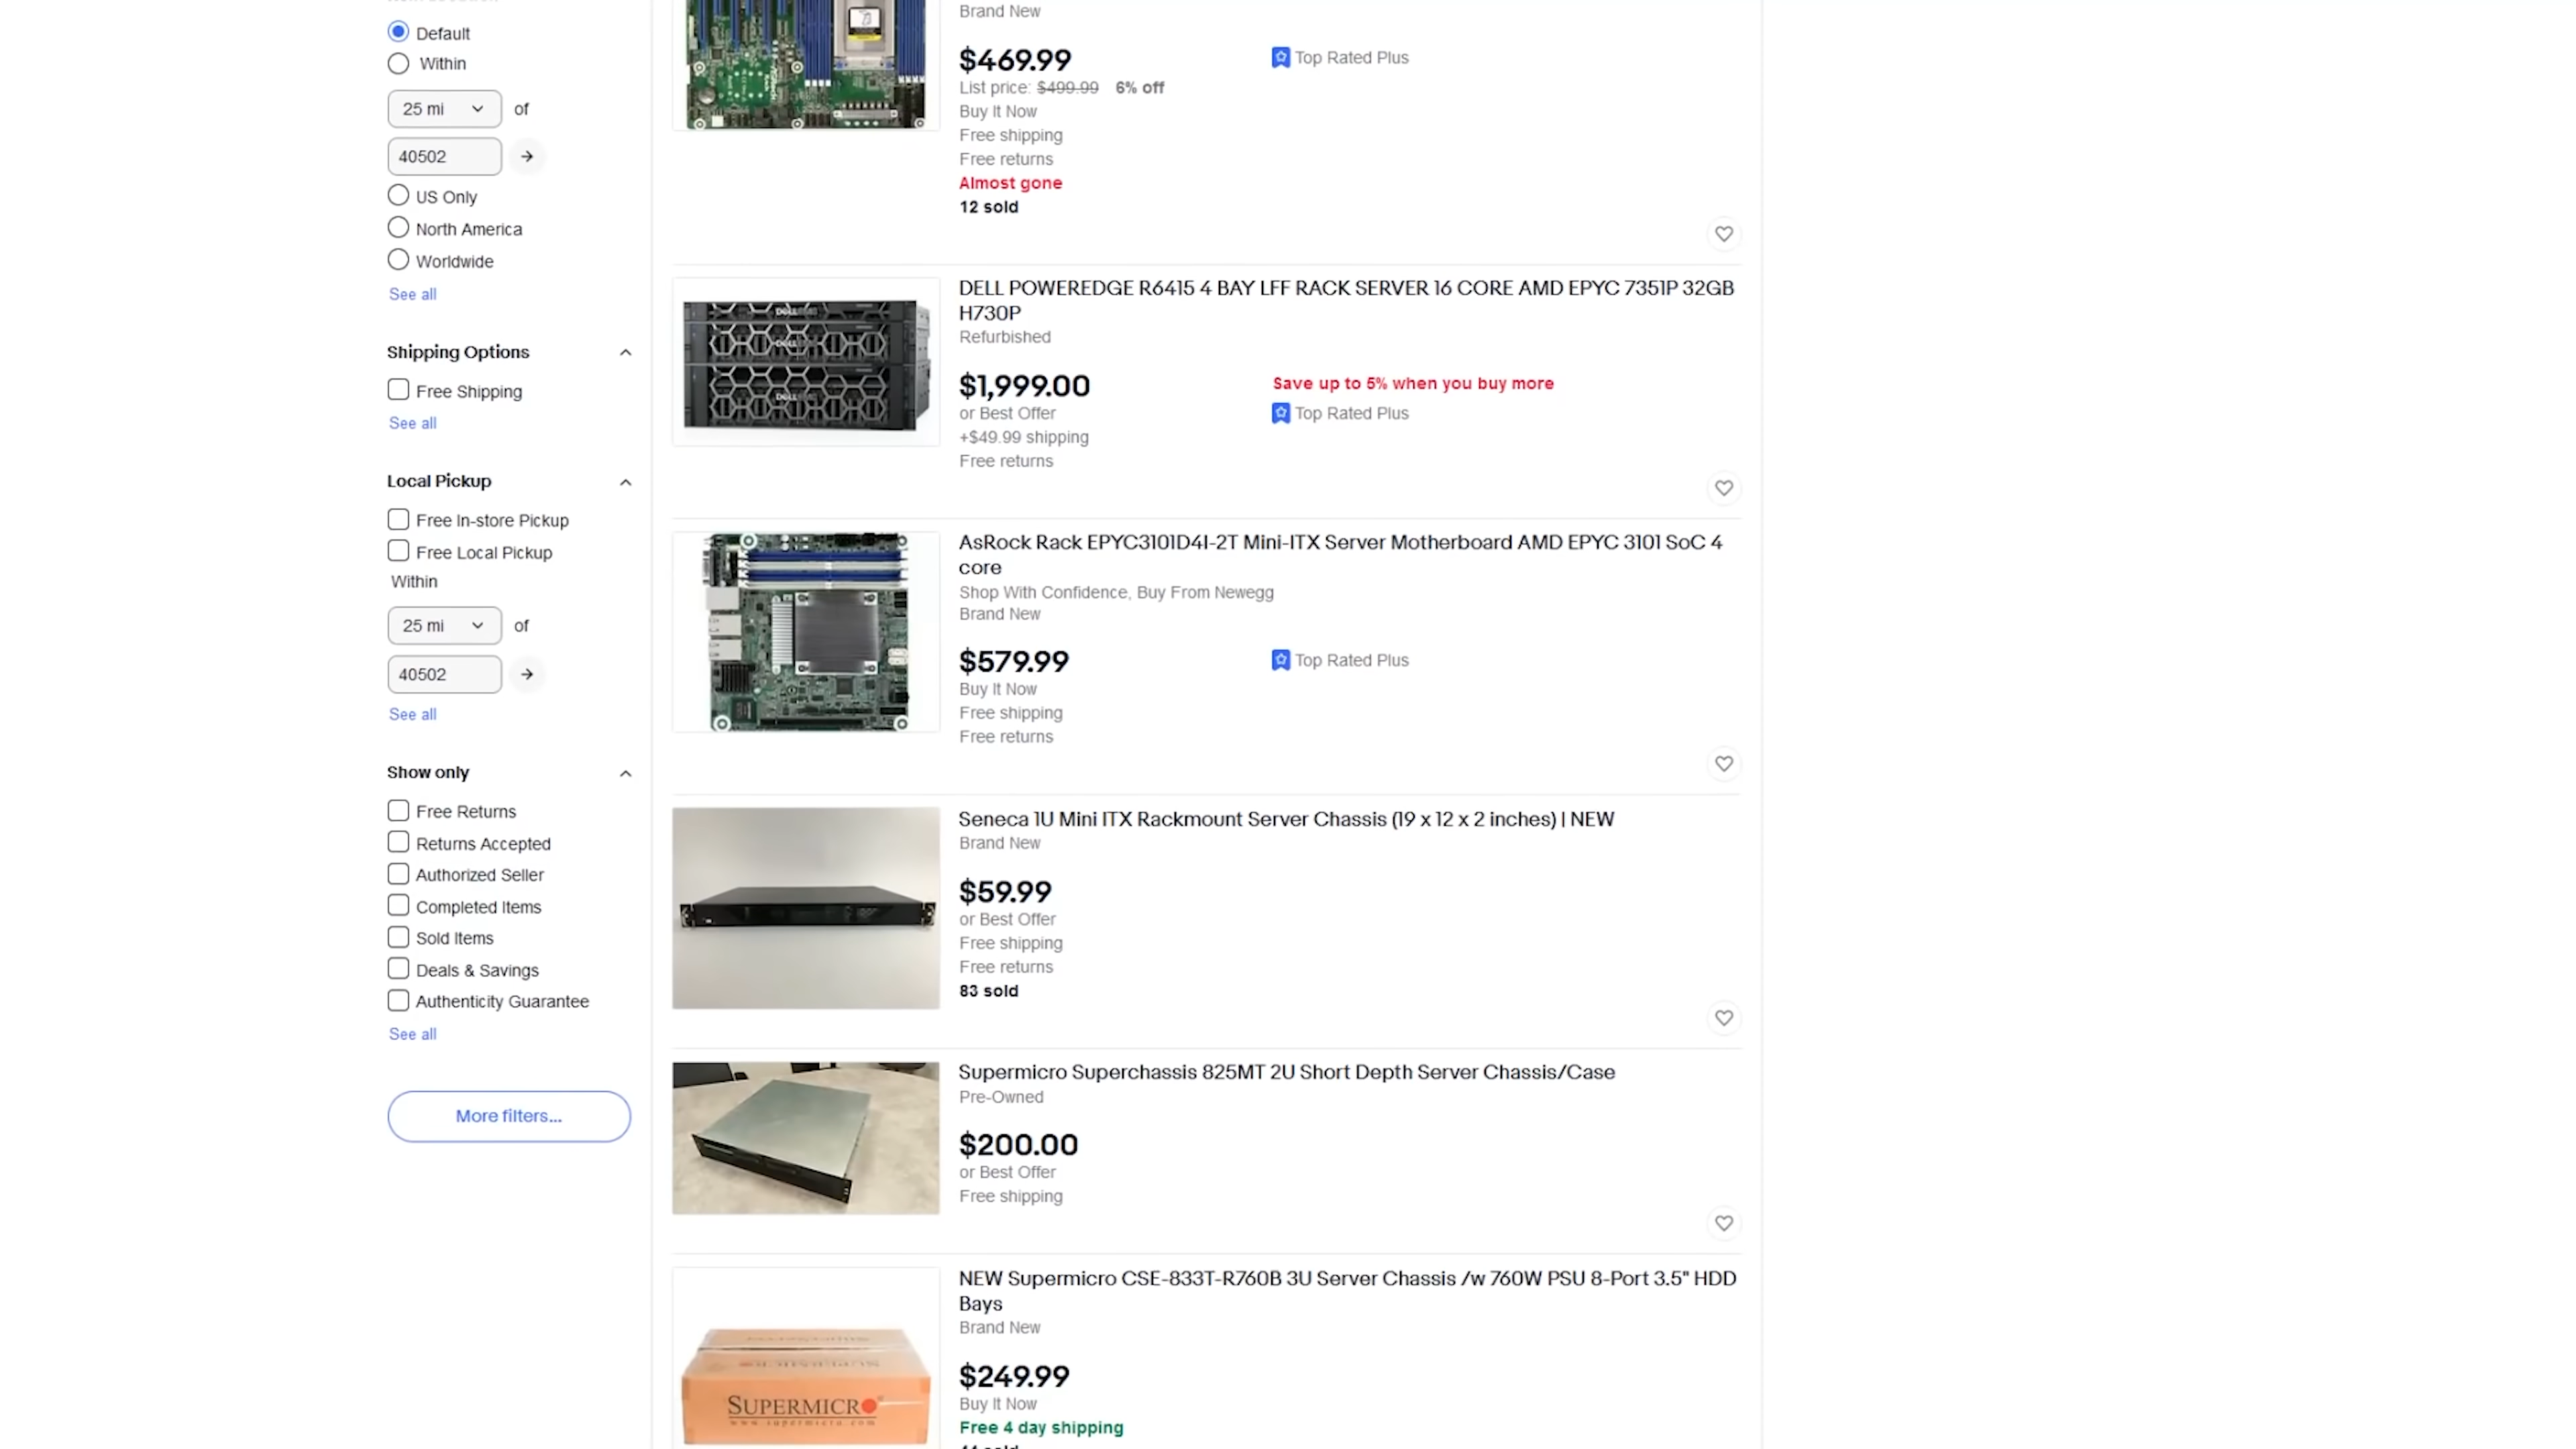 Default
Within
25 mi of
40502
US Only
North America
Worldwide
See all
Shipping Options
Free Shipping
See all
Local Pickup
Free In-store Pickup
Free Local Pickup
Within
25 mi of
40502
See all
Show only
Free Returns
Returns Accepted
Authorized Seller
Completed Items
Sold Items
Deals & Savings
Authenticity Guarantee
See all
More filters...
Brand New
$469.99
Top Rated Plus
List price: $499.99 6% off
Buy It Now
Free shipping
Free returns
Almost gone
12 sold
DELL POWEREDGE R6415 4 BAY LFF RACK SERVER 16 CORE AMD EPYC 7351P 32GB
H730P
Refurbished
$1,999.00
Save up to 5% when you buy more
or Best Offer
Top Rated Plus
+$49.99 shipping
Free returns
AsRock Rack EPYC3101D4I-2T Mini-ITX Server Motherboard AMD EPYC 3101 SoC 4
core
Shop With Confidence, Buy From Newegg
Brand New
$579.99
Top Rated Plus
Buy It Now
Free shipping
Free returns
Seneca 1U Mini ITX Rackmount Server Chassis (19 x 12 x 2 inches) | NEW
Brand New
$59.99
or Best Offer
Free shipping
Free returns
83 sold
Supermicro Superchassis 825MT 2U Short Depth Server Chassis/Case
Pre-Owned
$200.00
or Best Offer
Free shipping
NEW Supermicro CSE-833T-R760B 3U Server Chassis /w 760W PSU 8-Port 3.5" HDD
Bays
Brand New
$249.99
Buy It Now
Free 4 day shipping
SUPERMICRO
www.supermicro.com